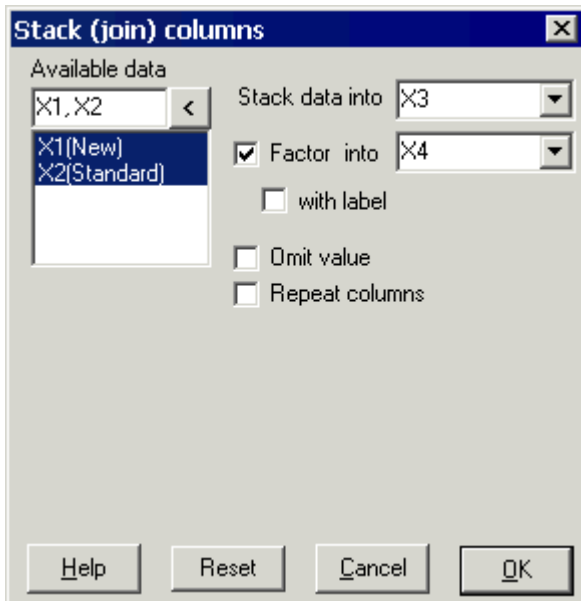 Stack (join) columns
Available data
X1, X2 <
X1(New)
X2(Standard)
Stack data into X3
Factor into X4
with label
Omit value
Repeat columns
Help Reset Cancel OK